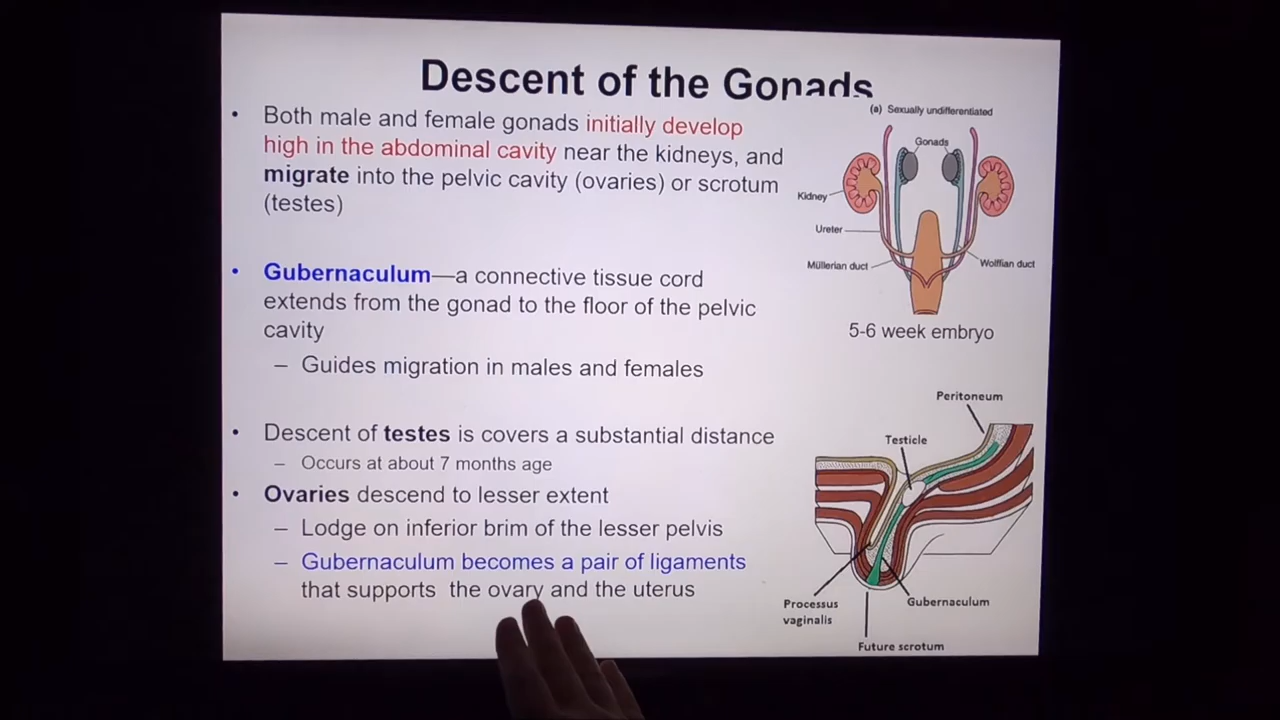 Descent of the Gonads
• Both male and female gonads initially develop
high in the abdominal cavity near the kidneys, and
migrate into the pelvic cavity (ovaries) or scrotum
(testes)
• Gubernaculum—a connective tissue cord
extends from the gonad to the floor of the pelvic
cavity
– Guides migration in males and females
• Descent of testes is covers a substantial distance
– Occurs at about 7 months age
• Ovaries descend to lesser extent
– Lodge on inferior brim of the lesser pelvis
– Gubernaculum becomes a pair of ligaments
that supports the ovary and the uterus
(a) Sexually undifferentiated
Gonads
Kidney
Ureter
Müllerian duct
Wolffian duct
5-6 week embryo
Peritoneum
Testicle
Processus
vaginalis
Gubernaculum
Future scrotum